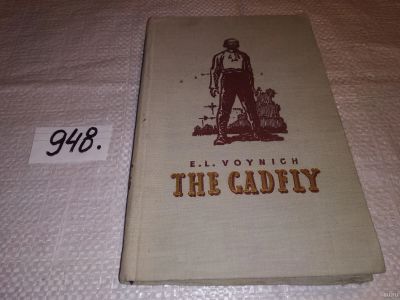 948.
E.L. VOYNICH
THE GADFLY